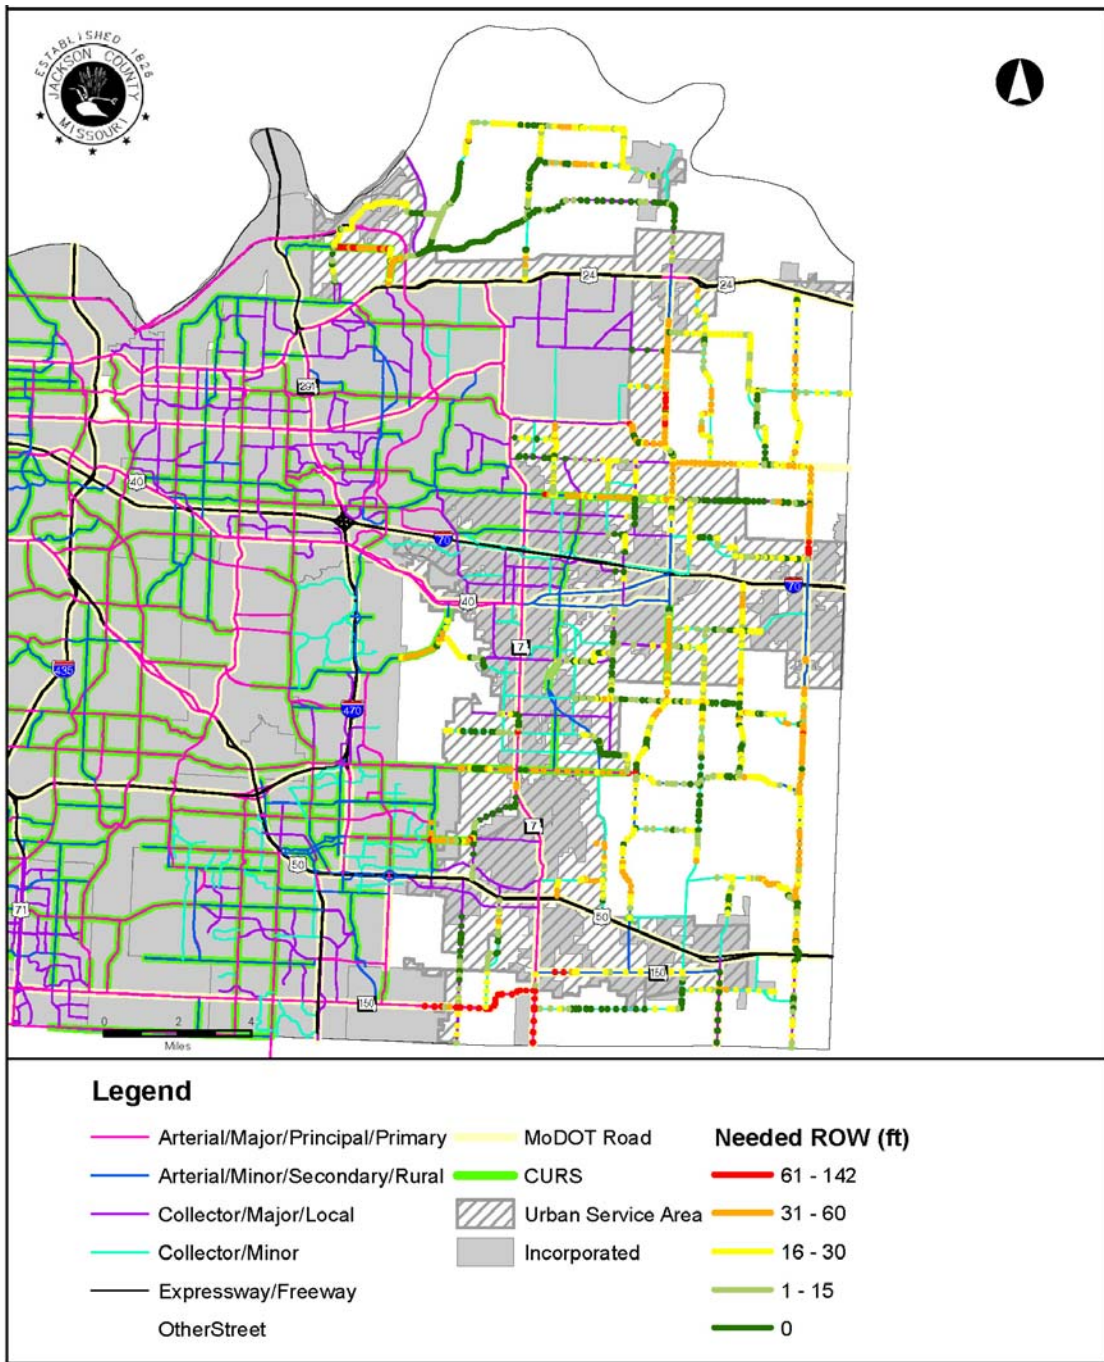 ESTABLISHED 1826
JACKSON COUNTY
MISSOURI
24
24
291
40
70
40
70
7
435
470
7
50
71
50
150
150
0 2 4
Miles
Legend
Arterial/Major/Principal/Primary
Arterial/Minor/Secondary/Rural
Collector/Major/Local
Collector/Minor
Expressway/Freeway
OtherStreet
MoDOT Road
CURS
Urban Service Area
Incorporated
Needed ROW (ft)
61 - 142
31 - 60
16 - 30
1 - 15
0